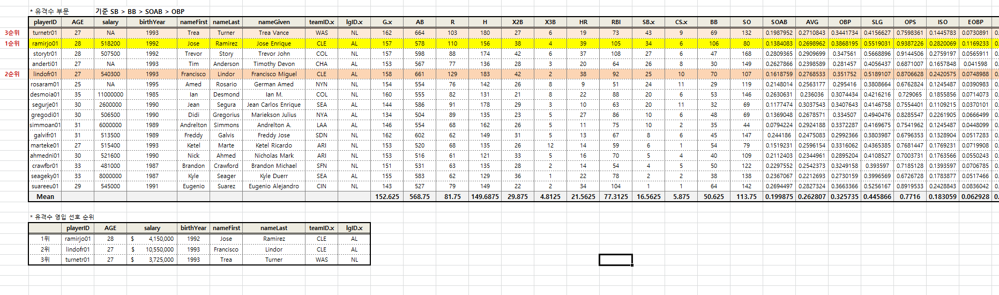 * 유격수 부문 기준 SB > BB > SOAB > OBP
playerID AGE salary birthYear nameFirst nameLast nameGiven teamID.x lgID.x G.x AB R H X2B X3B HR RBI SB.x CS.x BB SO SOAB AVG OBP SLG OPS ISO EOBP
3순위 turnetr01 27 NA 1993 Trea Turner Trea Vance WAS NL 162 664 103 180 27 6 19 73 43 9 69 132 0.1987952 0.2710843 0.3441734 0.4156627 0.7598361 0.1445783 0.0730891 0.
1순위 ramirjo01 28 518200 1992 Jose Ramirez Jose Enrique CLE AL 157 578 110 156 38 4 39 105 34 6 106 80 0.1384083 0.2698962 0.3868195 0.5519031 0.9387226 0.2820069 0.1169233 0.
storytr01 28 507500 1992 Trevor Story Trevor John COL NL 157 598 88 174 42 6 37 108 27 6 47 168 0.2809365 0.2909699 0.347561 0.5668896 0.9144506 0.2759197 0.0565911 0.
anderti01 27 NA 1993 Tim Anderson Timothy Devon CHA AL 153 567 77 136 28 3 20 64 26 8 30 149 0.2627866 0.2398589 0.281457 0.4056437 0.6871007 0.1657848 0.041598 0.
2순위 lindofr01 27 540300 1993 Francisco Lindor Francisco Miguel CLE AL 158 661 129 183 42 2 38 92 25 10 70 107 0.1618759 0.2768533 0.351752 0.5189107 0.8706628 0.2420575 0.0748988 0.
rosaram01 25 NA 1995 Amed Rosario German Amed NYN NL 154 554 76 142 26 8 9 51 24 11 29 119 0.2148014 0.2563177 0.295416 0.3808664 0.6762824 0.1245487 0.0390983 0.
desmoia01 35 11000000 1985 Ian Desmond Ian M. COL NL 160 555 82 131 21 8 22 88 20 6 53 146 0.2630631 0.236036 0.3074434 0.4216216 0.729065 0.1855856 0.0714073 0.
segurje01 30 2600000 1990 Jean Segura Jean Carlos Enrique SEA AL 144 586 91 178 29 3 10 63 20 11 32 69 0.1177474 0.3037543 0.3407643 0.4146758 0.7554401 0.1109215 0.0370101 0.
gregodi01 30 506500 1990 Didi Gregorius Mariekson Julius NYA AL 134 504 89 135 23 5 27 86 10 6 48 69 0.1369048 0.2678571 0.334507 0.4940476 0.8285547 0.2261905 0.0666499 0.
simmoan01 31 6000000 1989 Andrelton Simmons Andrelton A. LAA AL 146 554 68 162 26 5 11 75 10 2 35 44 0.0794224 0.2924188 0.3372287 0.4169675 0.7541962 0.1245487 0.0448099 0.
galvifr01 31 513500 1989 Freddy Galvis Freddy Jose SDN NL 162 602 62 149 31 5 13 67 8 6 45 147 0.244186 0.2475083 0.2992366 0.3803987 0.6796353 0.1328904 0.0517283 0.
marteke01 27 515400 1993 Ketel Marte Ketel Ricardo ARI NL 153 520 68 135 26 12 14 59 6 1 54 79 0.1519231 0.2596154 0.3316062 0.4365385 0.7681447 0.1769231 0.0719908 0.
ahmedni01 30 521600 1990 Nick Ahmed Nicholas Mark ARI NL 153 516 61 121 33 5 16 70 5 4 40 109 0.2112403 0.2344961 0.2895204 0.4108527 0.7003731 0.1763566 0.0550243 0.
crawfbr01 33 481000 1987 Brandon Crawford Brandon Michael SFN NL 151 531 63 135 28 2 14 54 4 5 50 122 0.2297552 0.2542373 0.3249158 0.393597 0.7185128 0.1393597 0.0706785 0.
seageky01 33 8000000 1987 Kyle Seager Kyle Duerr SEA AL 155 583 62 129 36 1 22 78 2 2 38 138 0.2367067 0.2212693 0.2730159 0.3996569 0.6726728 0.1783877 0.0517466 0.
suareeu01 29 545000 1991 Eugenio Suarez Eugenio Alejandro CIN NL 143 527 79 149 22 2 34 104 1 1 64 142 0.2694497 0.2827324 0.3663366 0.5256167 0.8919533 0.2428843 0.0836042 0.
Mean 152.625 568.75 81.75 149.6875 29.875 4.8125 21.5625 77.3125 16.5625 5.875 50.625 113.75 0.199875 0.262807 0.325735 0.445866 0.7716 0.183059 0.062928 0.
* 유격수 영입 선호 순위
playerID AGE salary birthYear nameFirst nameLast teamID.x lgID.x
1위 ramirjo01 28 $ 4,150,000 1992 Jose Ramirez CLE AL
2위 lindofr01 27 $ 10,550,000 1993 Francisco Lindor CLE AL
3위 turnetr01 27 $ 3,725,000 1993 Trea Turner WAS NL